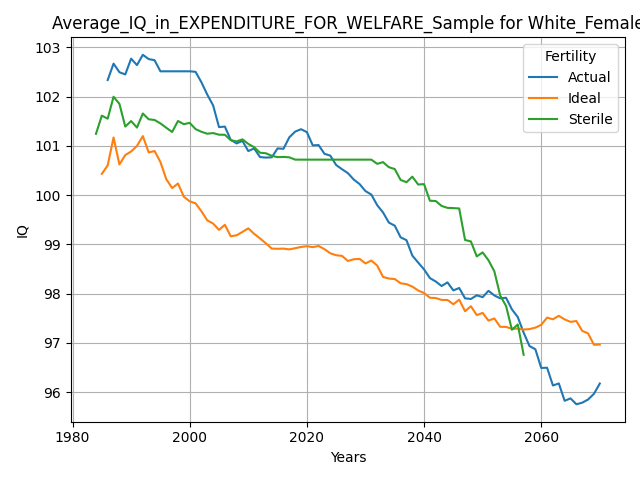 Average_IQ_in_EXPENDITURE_FOR_WELFARE_Sample for White_Female
103
102
101
100
99
98
97
96
IQ
Fertility
Actual
Ideal
Sterile
1980
2000
2020
2040
2060
Years